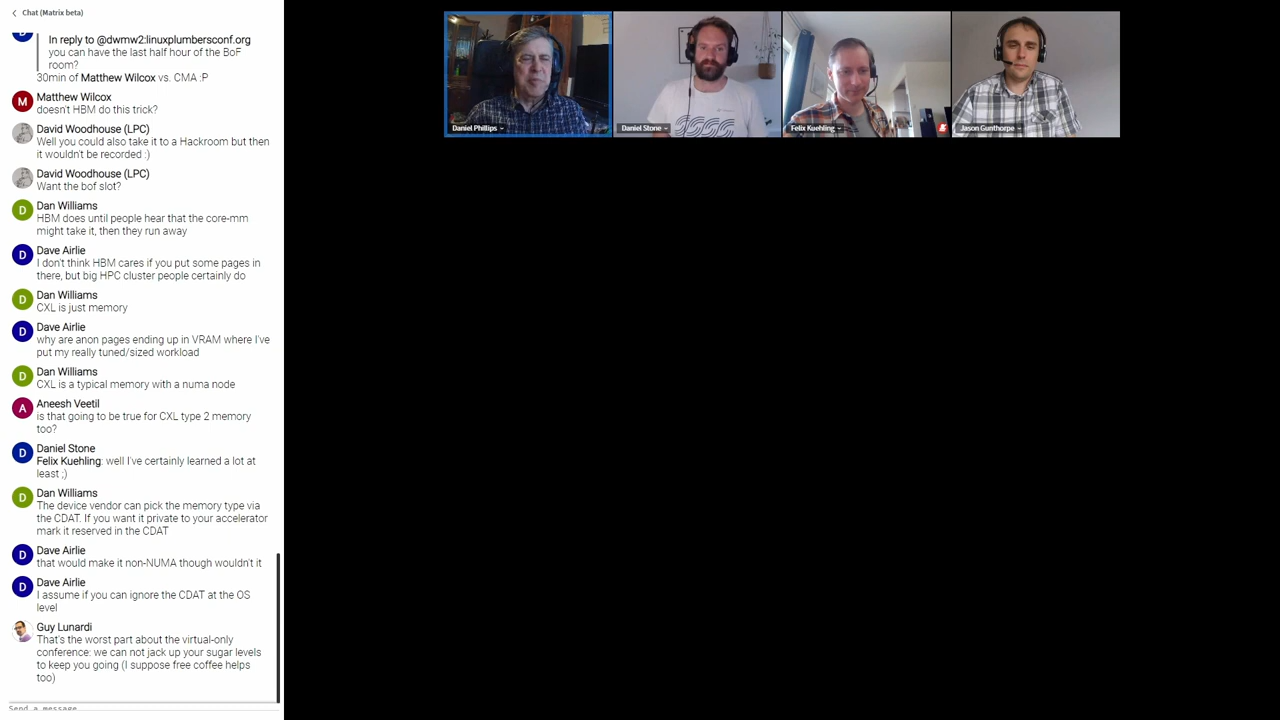 Chat (Matrix beta)
In reply to @dwmw2:linuxplumbersconf.org
you can have the last half hour of the BoF
room?
30min of Matthew Wilcox vs. CMA :P
M
Matthew Wilcox
doesn't HBM do this trick?
David Woodhouse (LPC)
Well you could also take it to a Hackroom but then
it wouldn't be recorded :)
David Woodhouse (LPC)
Want the bof slot?
D
Dan Williams
HBM does until people hear that the core-mm
might take it, then they run away
D
Dave Airlie
I don't think HBM cares if you put some pages in
there, but big HPC cluster people certainly do
D
Dan Williams
CXL is just memory
D
Dave Airlie
why are anon pages ending up in VRAM where I've
put my really tuned/sized workload
D
Dan Williams
CXL is a typical memory with a numa node
A
Aneesh Veetil
is that going to be true for CXL type 2 memory
too?
D
Daniel Stone
Felix Kuehling: well I've certainly learned a lot at
least ;)
D
Dan Williams
The device vendor can pick the memory type via
the CDAT. If you want it private to your accelerator
mark it reserved in the CDAT
D
Dave Airlie
that would make it non-NUMA though wouldn't it
D
Dave Airlie
I assume if you can ignore the CDAT at the OS
level
Guy Lunardi
That's the worst part about the virtual-only
conference: we can not jack up your sugar levels
to keep you going (I suppose free coffee helps
too)
Send a message
Daniel Phillips
Daniel Stone
Felix Kuehling
Jason Gunthorpe